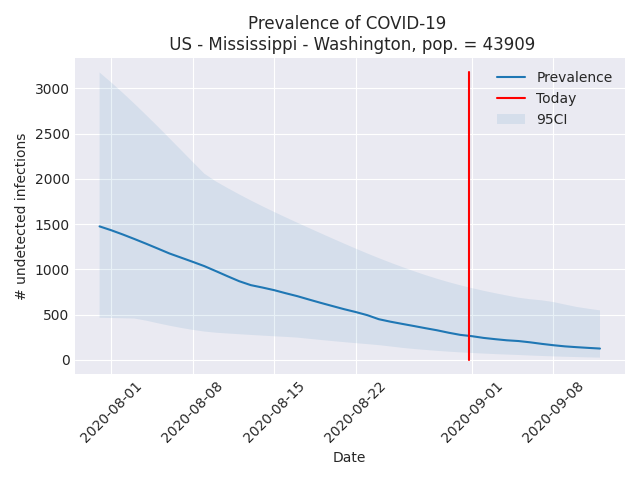 Prevalence of COVID-19
US - Mississippi - Washington, pop. = 43909
Prevalence
Today
95CI
# undetected infections
3000
2500
2000
1500
1000
500
0
2020-08-01
2020-08-08
2020-08-15
2020-08-22
2020-09-01
2020-09-08
Date